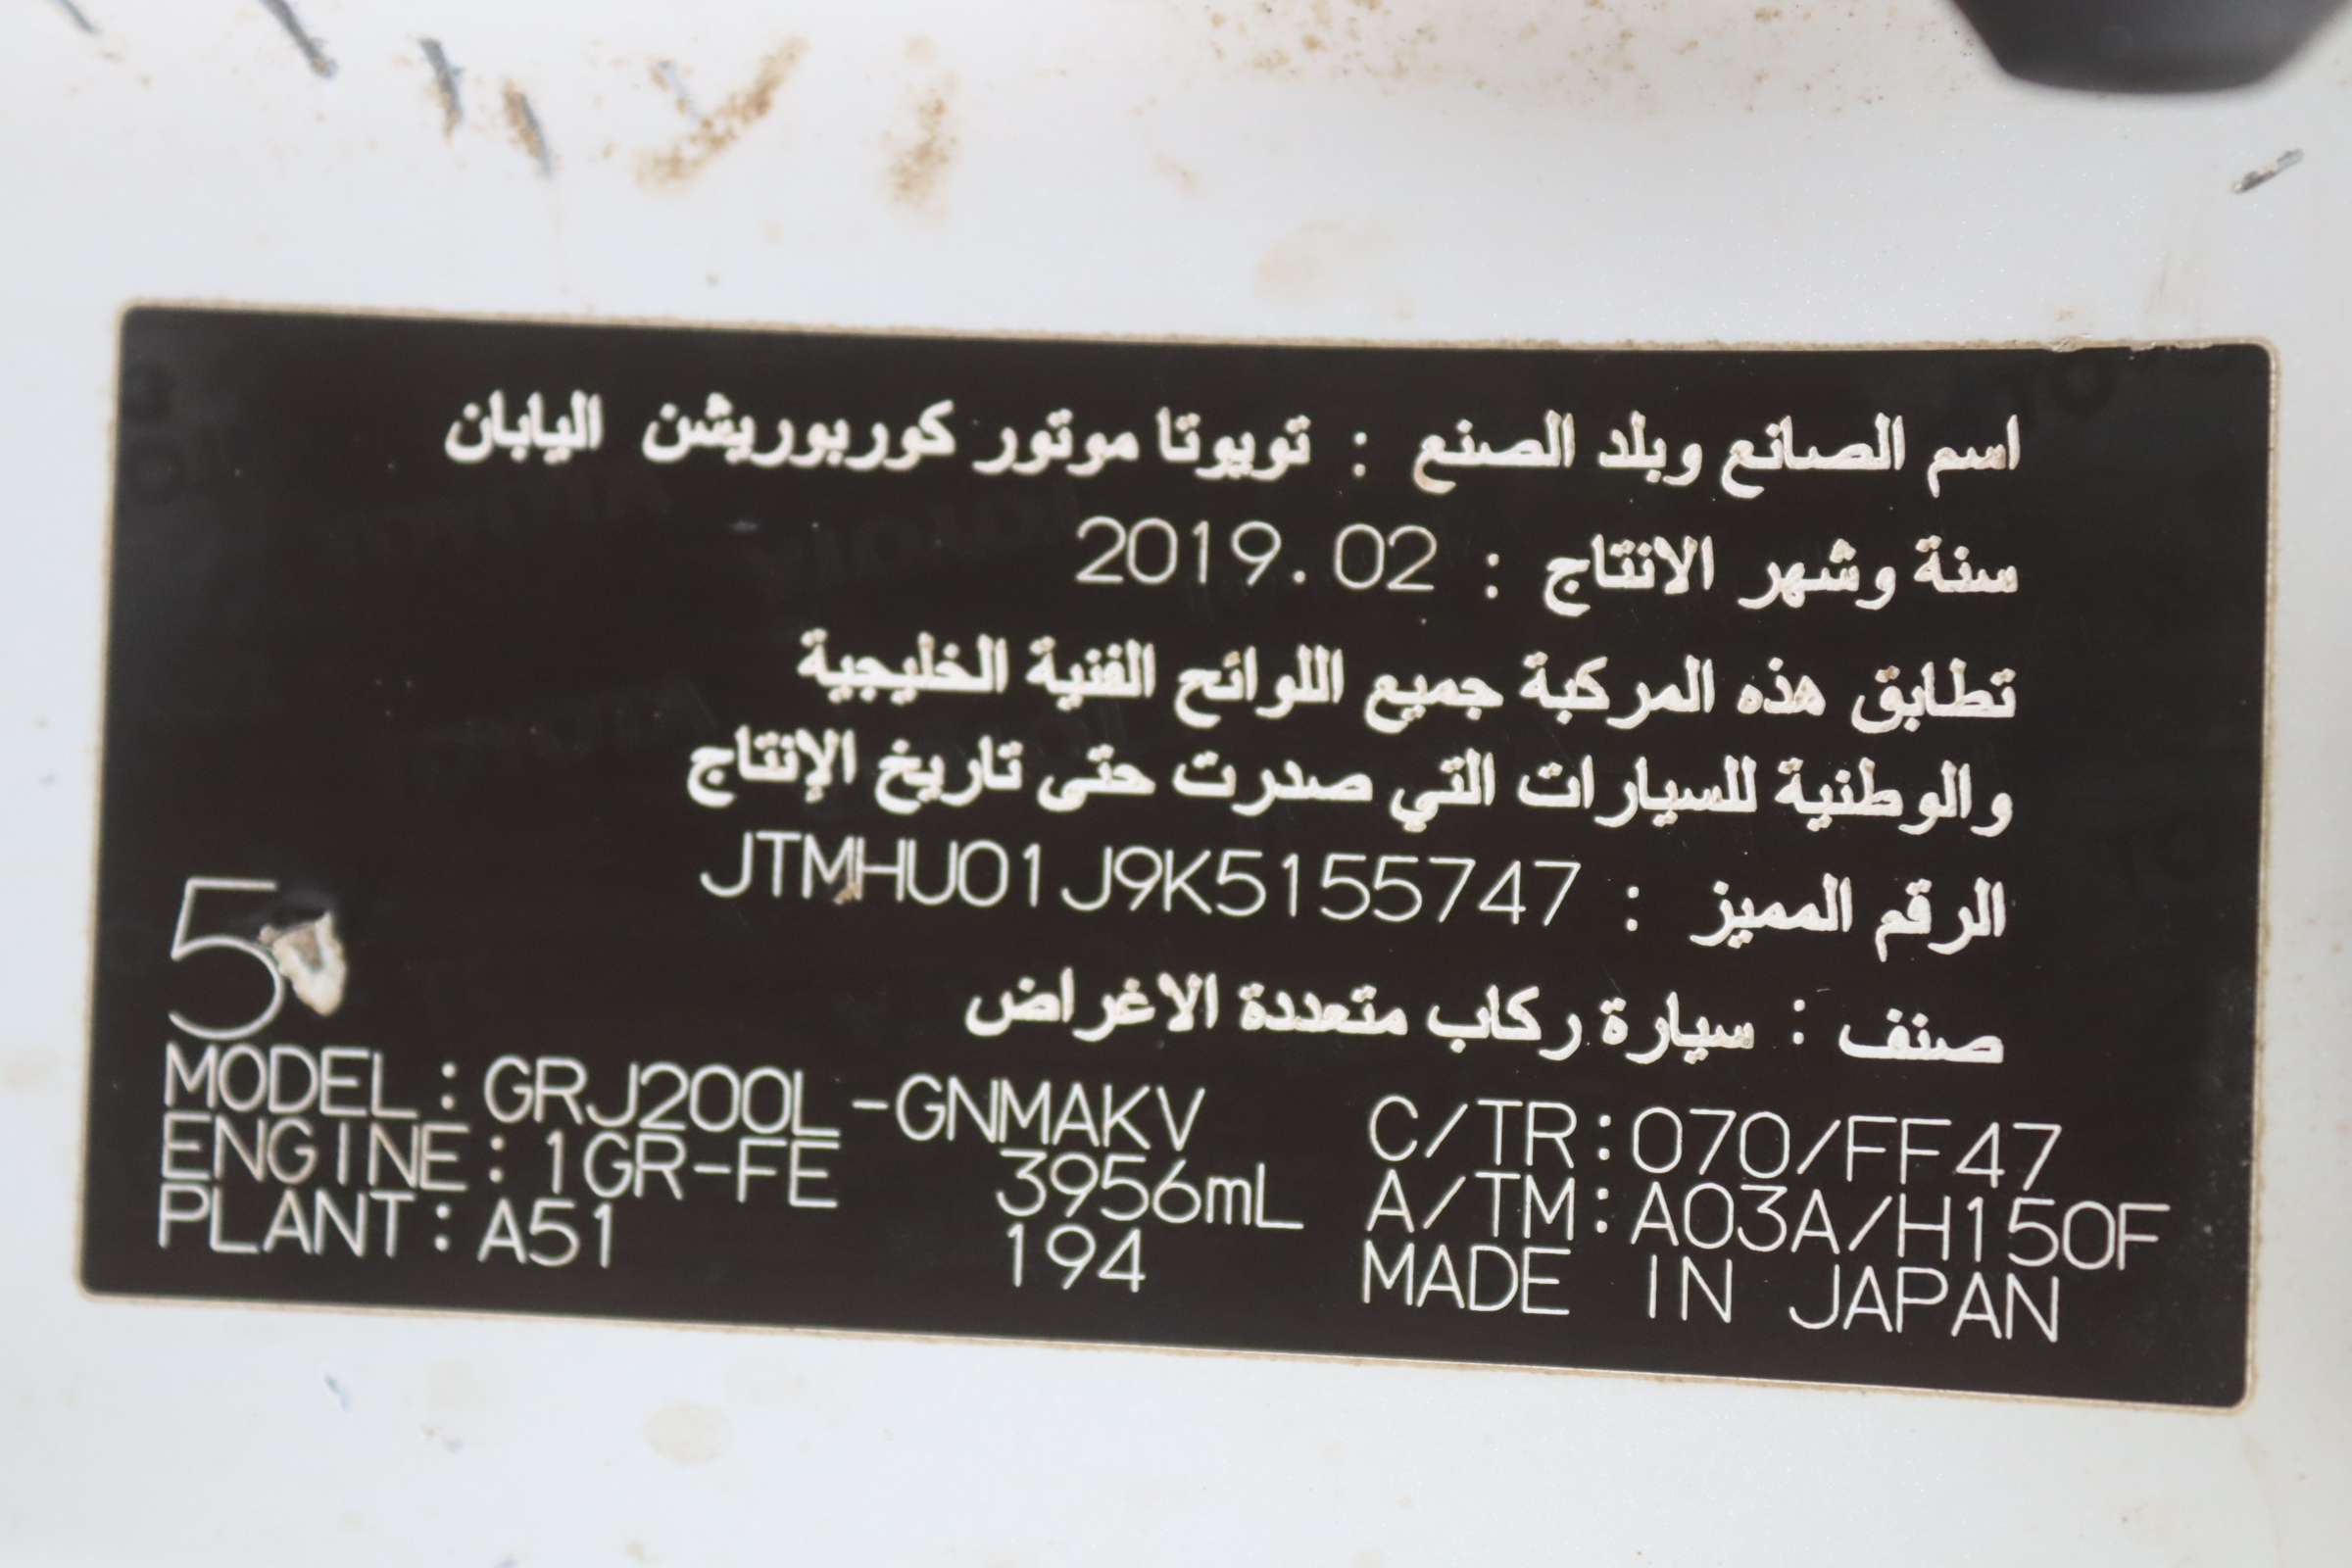 اسم الصانع وبلد الصنع : تويوتا موتور كوربوريشن اليابان
سنة وشهر الانتاج : 2019.02
تطابق هذه المركبة جميع اللوائح الفنية الخليجية
والوطنية للسيارات التي صدرت حتى تاريخ الإنتاج
الرقم المميز : JTMHU01J9K5155747
صنف : سيارة ركاب متعددة الاغراض
5
MODEL:GRJ200L-GNMAKV C/TR:070/FF47
ENGINE:1GR-FE 3956mL A/TM:A03A/H150F
PLANT:A51 194 MADE IN JAPAN